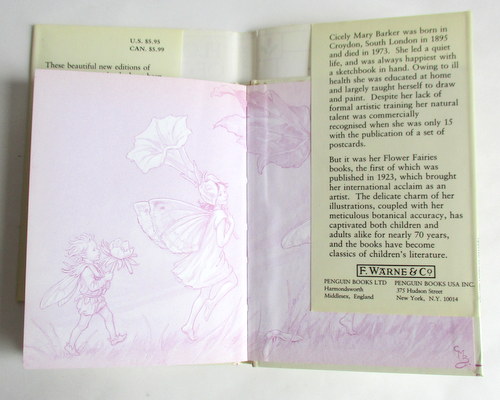 U.S. $5.95
CAN. $5.99
These beautiful new editions of
Cicely Mary Barker was born in
Croydon, South London in 1895
and died in 1973. She led a quiet
life, and was always happiest with
a sketchbook in hand. Owing to ill
health she was educated at home
and largely taught herself to draw
and paint. Despite her lack of
formal artistic training her natural
talent was commercially
recognised when she was only 15
with the publication of a set of
postcards.
But it was her Flower Fairies
books, the first of which was
published in 1923, which brought
her international acclaim as an
artist. The delicate charm of her
illustrations, coupled with her
meticulous botanical accuracy, has
captivated both children and
adults alike for nearly 70 years,
and the books have become
classics of children's literature.
F. WARNE & Co
PENGUIN BOOKS LTD PENGUIN BOOKS USA INC.
Harmondsworth 375 Hudson Street
Middlesex, England New York, N.Y. 10014